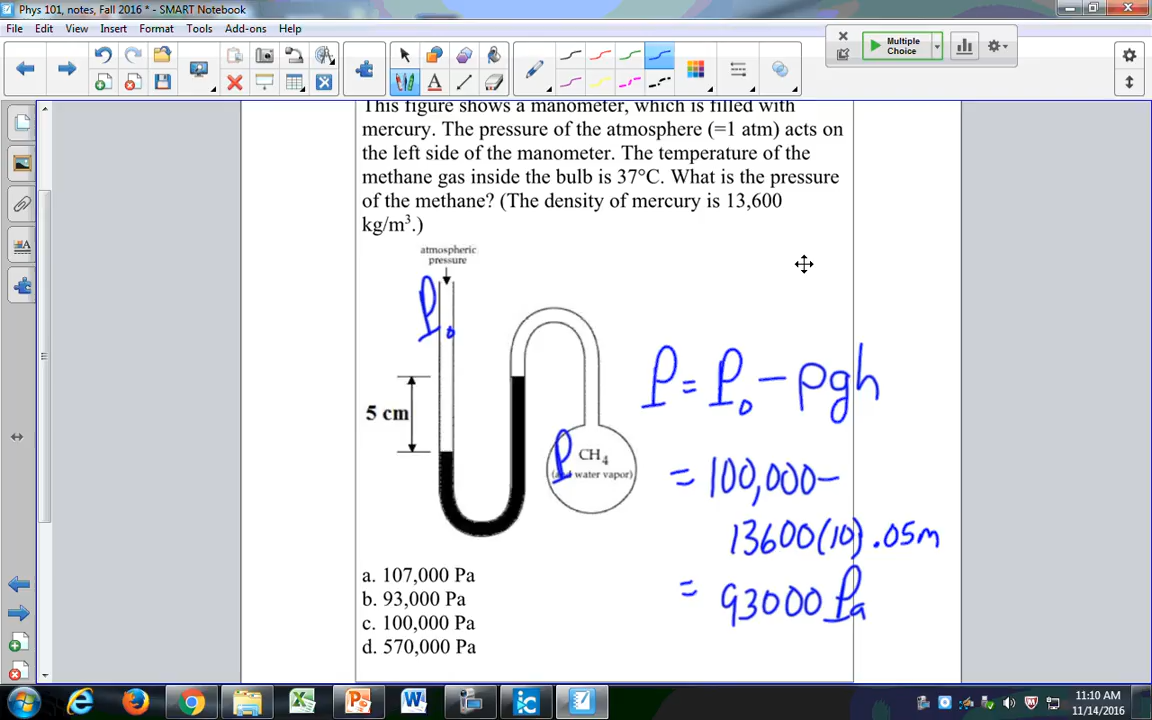 Phys 101, notes, Fall 2016 * - SMART Notebook
File Edit View Insert Format Tools Add-ons Help
Multiple
Choice
This figure shows a manometer, which is filled with
mercury. The pressure of the atmosphere (=1 atm) acts on
the left side of the manometer. The temperature of the
methane gas inside the bulb is 37°C. What is the pressure
of the methane? (The density of mercury is 13,600
kg/m³.)
atmospheric
pressure
P₀
P = P₀ - ρgh
5 cm
P
CH₄
water vapor)
= 100,000-
13600(10) .05m
= 93000 Pa
a. 107,000 Pa
b. 93,000 Pa
c. 100,000 Pa
d. 570,000 Pa
11:10 AM
11/14/2016